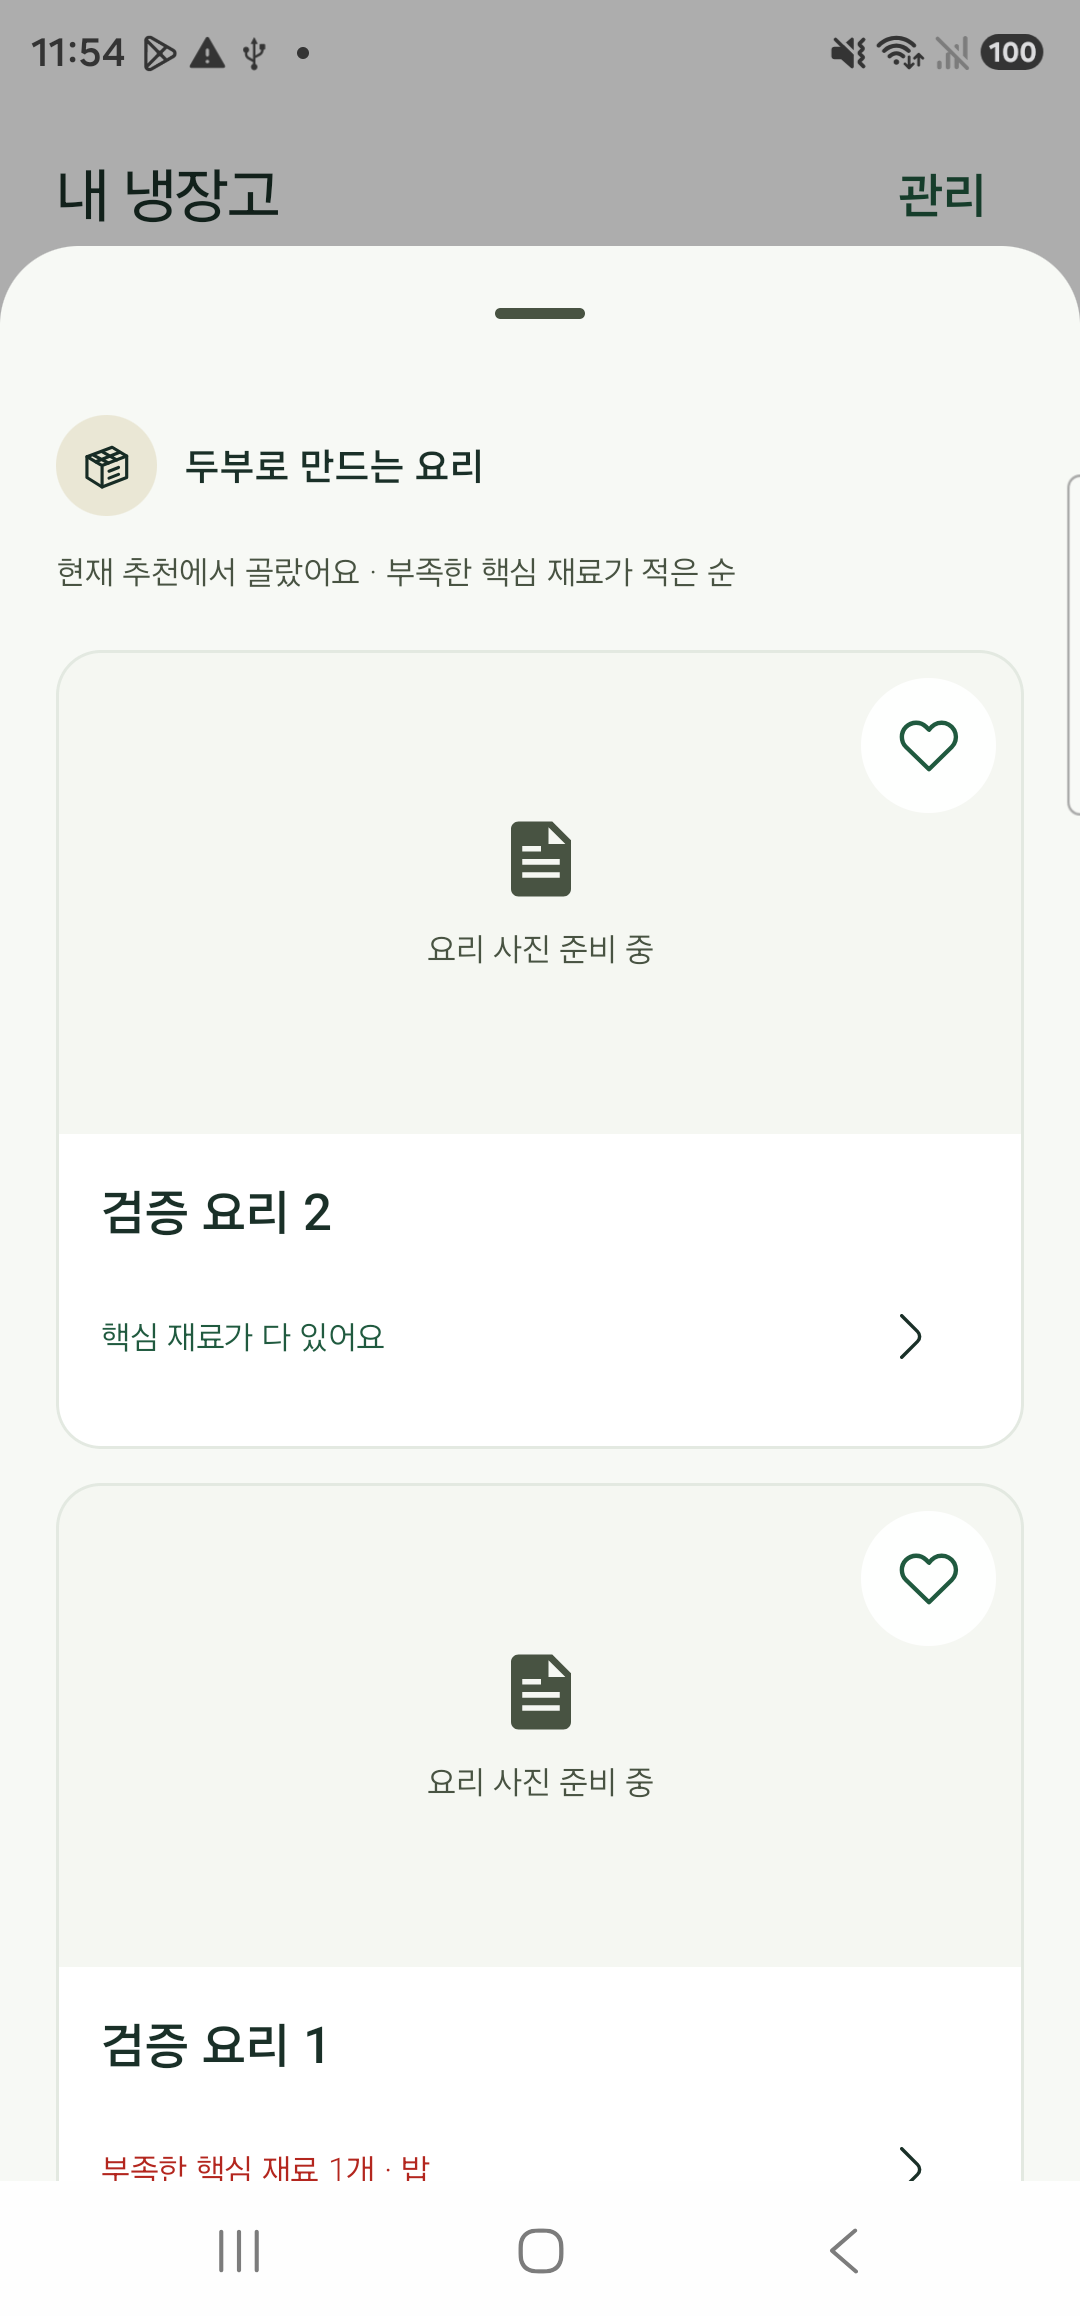 11:54
100
내 냉장고
관리
두부로 만드는 요리
현재 추천에서 골랐어요 · 부족한 핵심 재료가 적은 순
요리 사진 준비 중
검증 요리 2
핵심 재료가 다 있어요
요리 사진 준비 중
검증 요리 1
부족한 핵심 재료 1개 · 밥